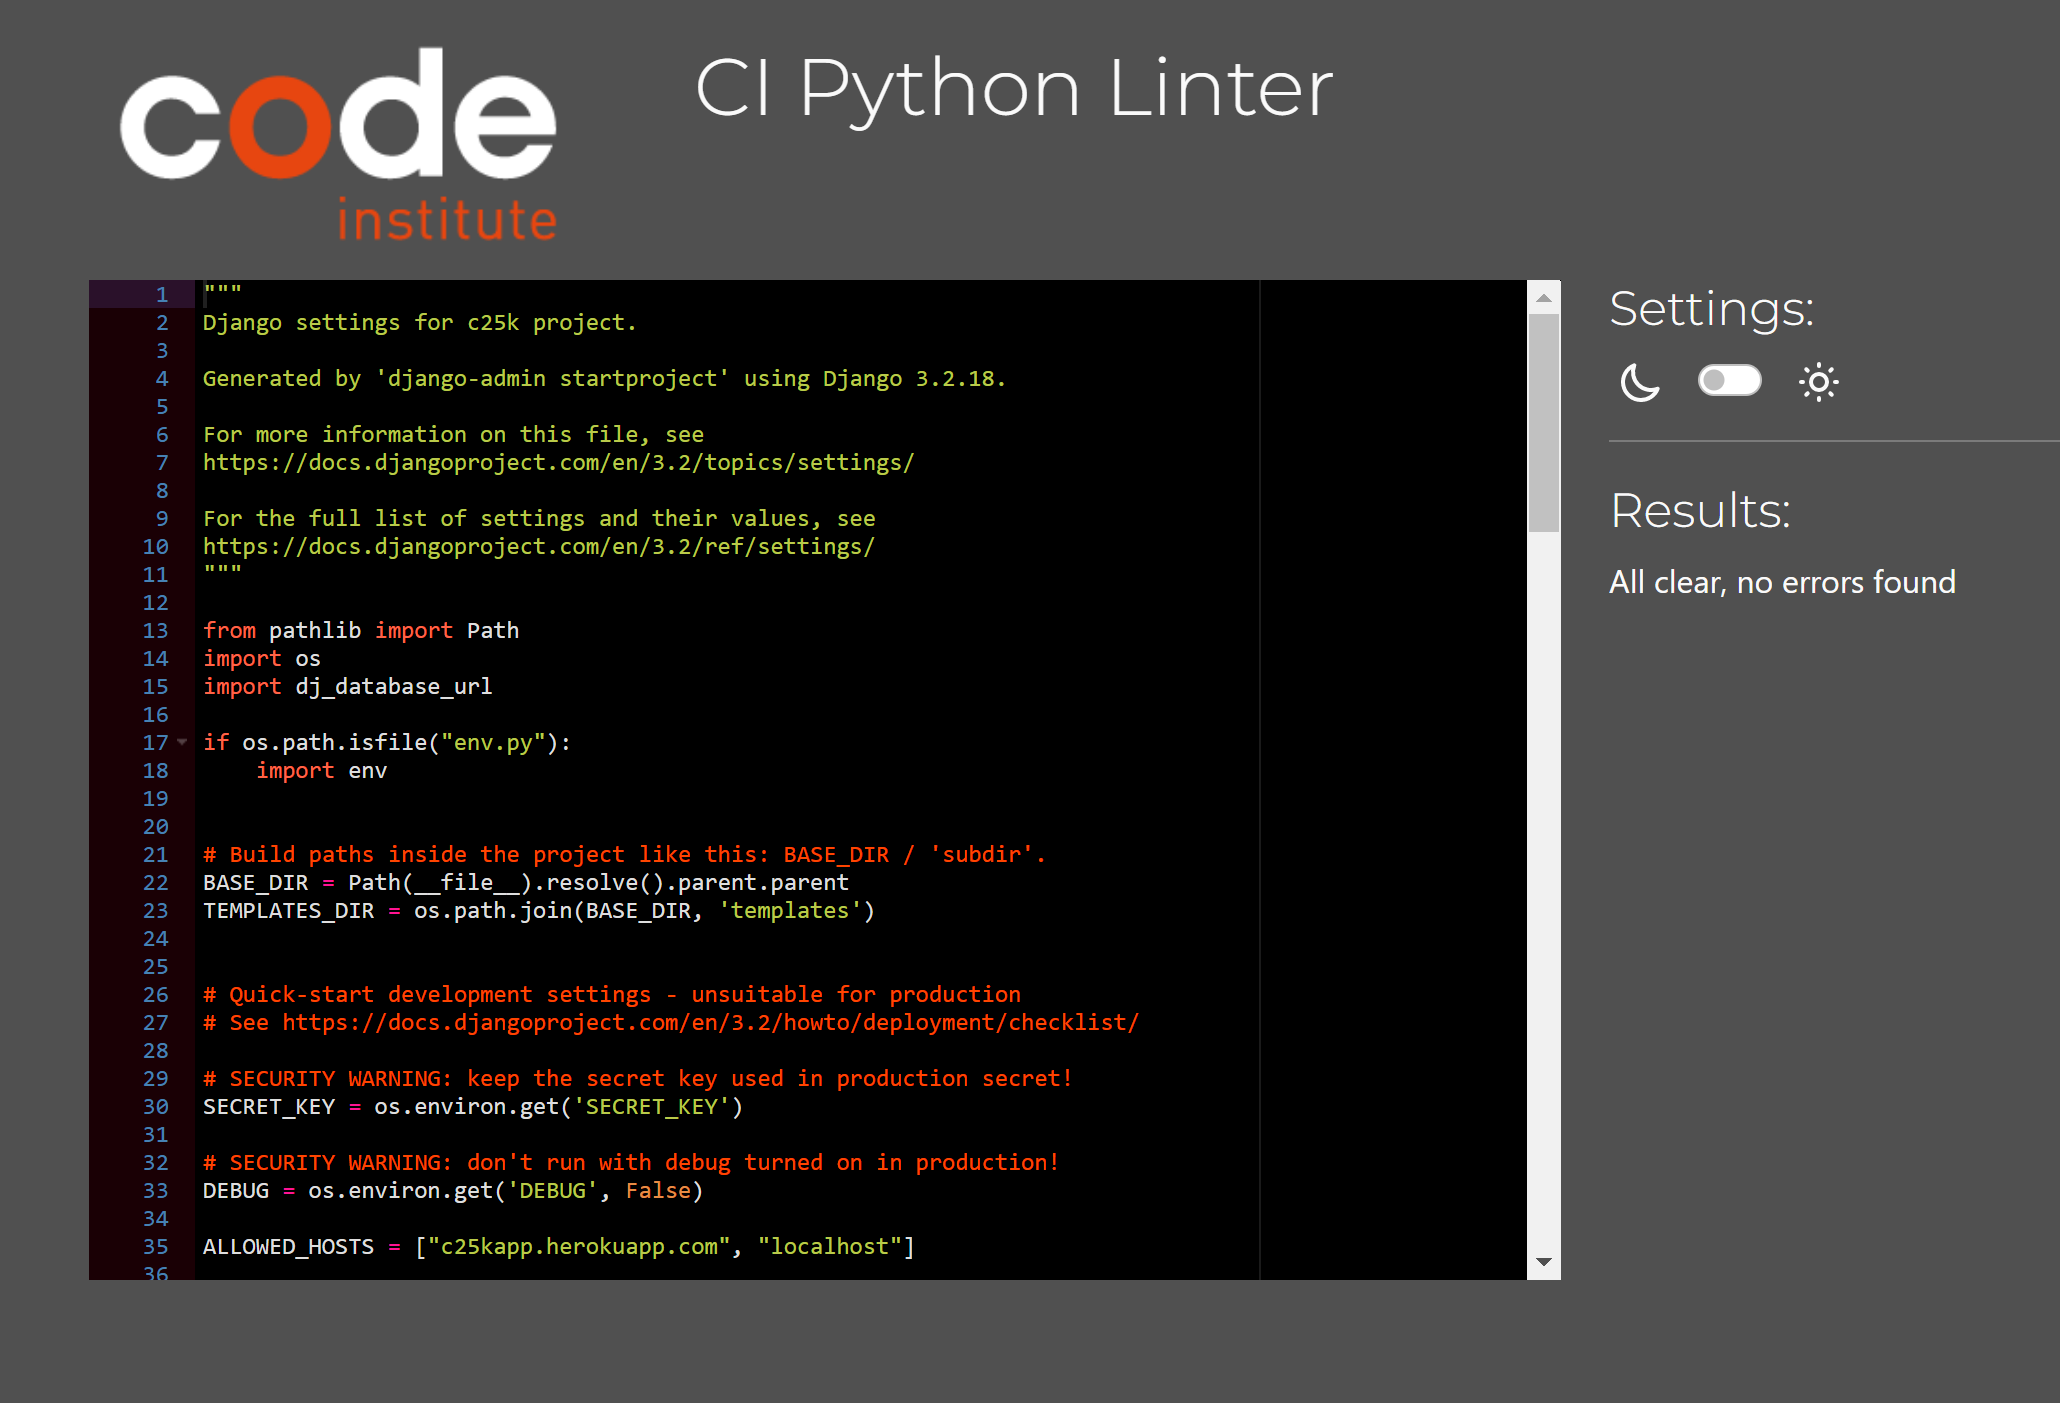 code
institute
CI Python Linter
1 """
2 Django settings for c25k project.
3
4 Generated by 'django-admin startproject' using Django 3.2.18.
5
6 For more information on this file, see
7 https://docs.djangoproject.com/en/3.2/topics/settings/
8
9 For the full list of settings and their values, see
10 https://docs.djangoproject.com/en/3.2/ref/settings/
11 """
12
13 from pathlib import Path
14 import os
15 import dj_database_url
16
17 if os.path.isfile("env.py"):
18     import env
19
20
21 # Build paths inside the project like this: BASE_DIR / 'subdir'.
22 BASE_DIR = Path(__file__).resolve().parent.parent
23 TEMPLATES_DIR = os.path.join(BASE_DIR, 'templates')
24
25
26 # Quick-start development settings - unsuitable for production
27 # See https://docs.djangoproject.com/en/3.2/howto/deployment/checklist/
28
29 # SECURITY WARNING: keep the secret key used in production secret!
30 SECRET_KEY = os.environ.get('SECRET_KEY')
31
32 # SECURITY WARNING: don't run with debug turned on in production!
33 DEBUG = os.environ.get('DEBUG', False)
34
35 ALLOWED_HOSTS = ["c25kapp.herokuapp.com", "localhost"]
36
Settings:
Results:
All clear, no errors found